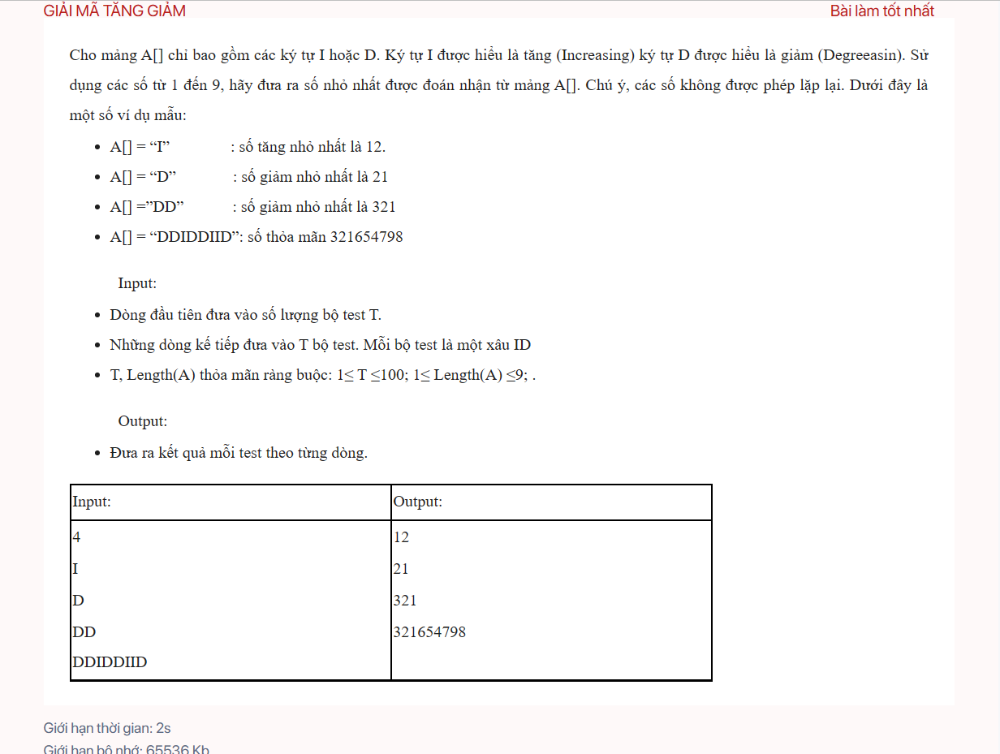 GIẢI MÃ TĂNG GIẢM
Bài làm tốt nhất
Cho mảng A[] chỉ bao gồm các ký tự I hoặc D. Ký tự I được hiểu là tăng (Increasing) ký tự D được hiểu là giảm (Degreeasin). Sử
dụng các số từ 1 đến 9, hãy đưa ra số nhỏ nhất được đoán nhận từ mảng A[]. Chú ý, các số không được phép lặp lại. Dưới đây là
một số ví dụ mẫu:
• A[] = “I” : số tăng nhỏ nhất là 12.
• A[] = “D” : số giảm nhỏ nhất là 21
• A[] =”DD” : số giảm nhỏ nhất là 321
• A[] = “DDIDDIID”: số thỏa mãn 321654798
Input:
• Dòng đầu tiên đưa vào số lượng bộ test T.
• Những dòng kế tiếp đưa vào T bộ test. Mỗi bộ test là một xâu ID
• T, Length(A) thỏa mãn ràng buộc: 1≤ T ≤100; 1≤ Length(A) ≤9; .
Output:
• Đưa ra kết quả mỗi test theo từng dòng.
Input: Output:
4 12
I 21
D 321
DD 321654798
DDIDDIID
Giới hạn thời gian: 2s
Giới hạn bộ nhớ: 65536 Kb